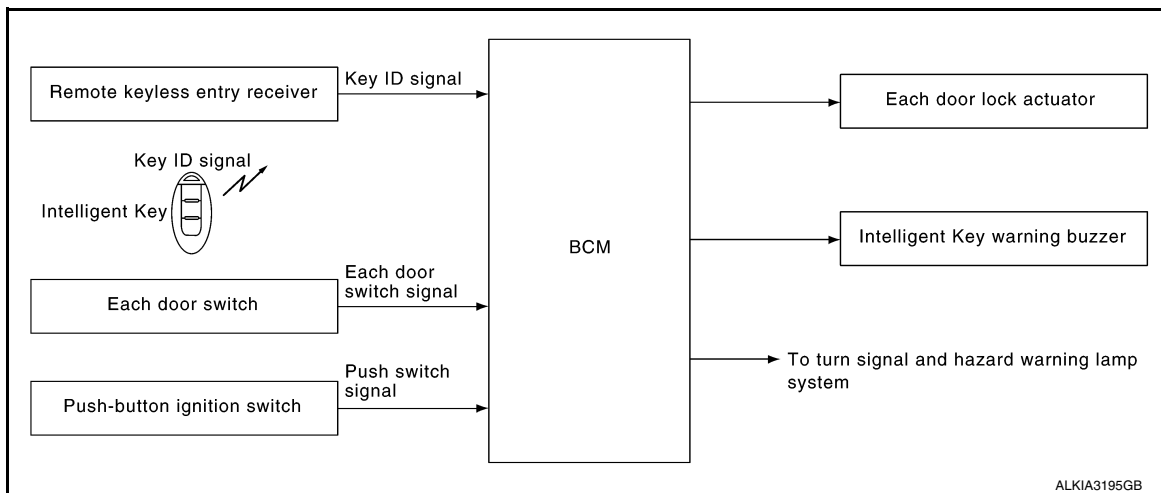 Remote keyless entry receiver
Key ID signal
Key ID signal
Intelligent Key
Each door switch
Each door
switch signal
Push-button ignition switch
Push switch
signal
BCM
Each door lock actuator
Intelligent Key warning buzzer
To turn signal and hazard warning lamp
system
ALKIA3195GB